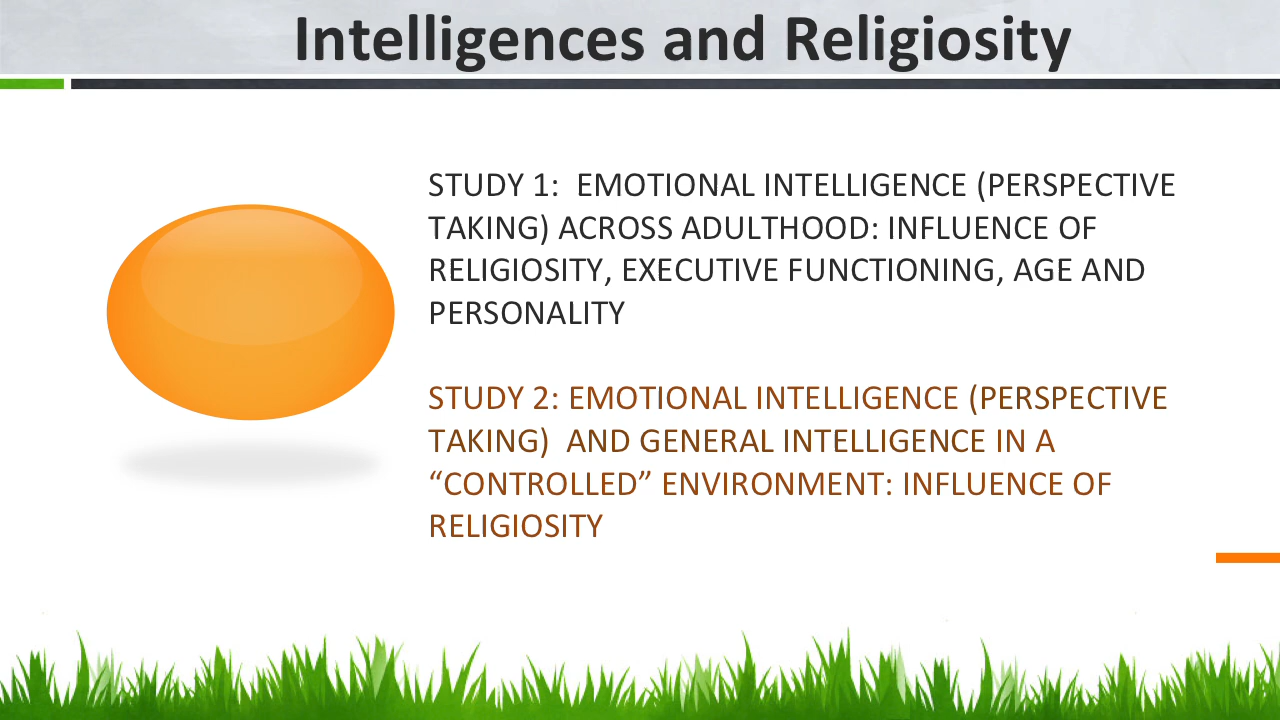 Intelligences and Religiosity
STUDY 1:  EMOTIONAL INTELLIGENCE (PERSPECTIVE
TAKING) ACROSS ADULTHOOD: INFLUENCE OF
RELIGIOSITY, EXECUTIVE FUNCTIONING, AGE AND
PERSONALITY
STUDY 2: EMOTIONAL INTELLIGENCE (PERSPECTIVE
TAKING)  AND GENERAL INTELLIGENCE IN A
“CONTROLLED” ENVIRONMENT: INFLUENCE OF
RELIGIOSITY